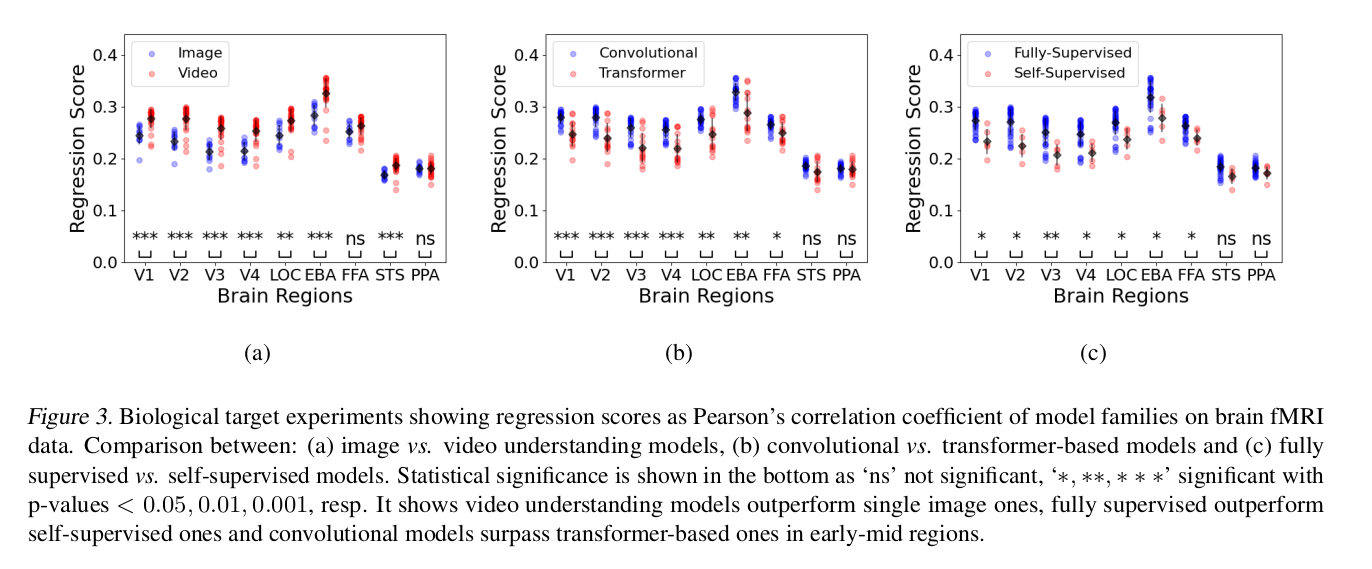 0.4
0.3
0.2
0.1
0.0
Regression Score
Image
Video
*** *** *** *** ** *** ns *** ns
V1 V2 V3 V4 LOC EBA FFA STS PPA
Brain Regions
(a)
0.4
0.3
0.2
0.1
0.0
Regression Score
Convolutional
Transformer
*** *** *** *** ** ** * ns ns
V1 V2 V3 V4 LOC EBA FFA STS PPA
Brain Regions
(b)
0.4
0.3
0.2
0.1
0.0
Regression Score
Fully-Supervised
Self-Supervised
* * ** * * * * ns ns
V1 V2 V3 V4 LOC EBA FFA STS PPA
Brain Regions
(c)
Figure 3. Biological target experiments showing regression scores as Pearson's correlation coefficient of model families on brain fMRI
data. Comparison between: (a) image vs. video understanding models, (b) convolutional vs. transformer-based models and (c) fully
supervised vs. self-supervised models. Statistical significance is shown in the bottom as 'ns' not significant, '*, **, * * *' significant with
p-values < 0.05, 0.01, 0.001, resp. It shows video understanding models outperform single image ones, fully supervised outperform
self-supervised ones and convolutional models surpass transformer-based ones in early-mid regions.